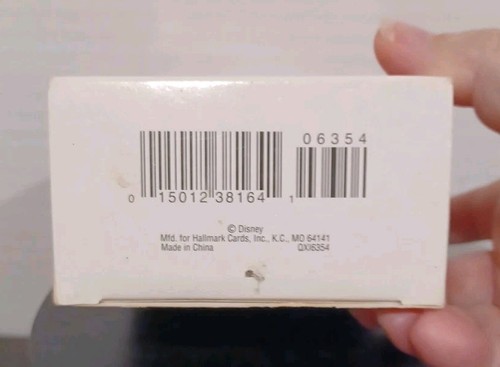 06354
0 15012 38164 1
© Disney
Mfd. for Hallmark Cards, Inc., K.C., MO 64141
Made in China QXI6354